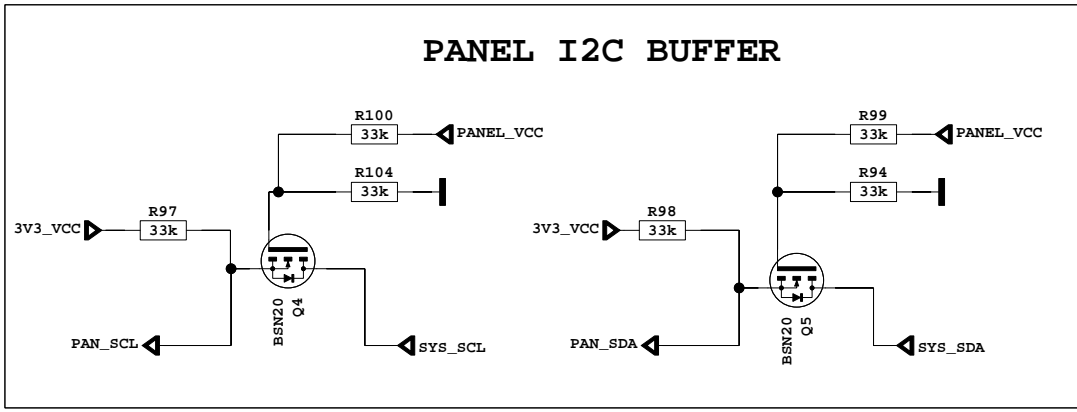 PANEL I2C BUFFER
R100
33k
PANEL_VCC
R104
33k
R97
3V3_VCC
33k
BSN20
Q4
PAN_SCL
SYS_SCL
R99
33k
PANEL_VCC
R94
33k
R98
3V3_VCC
33k
BSN20
Q5
PAN_SDA
SYS_SDA